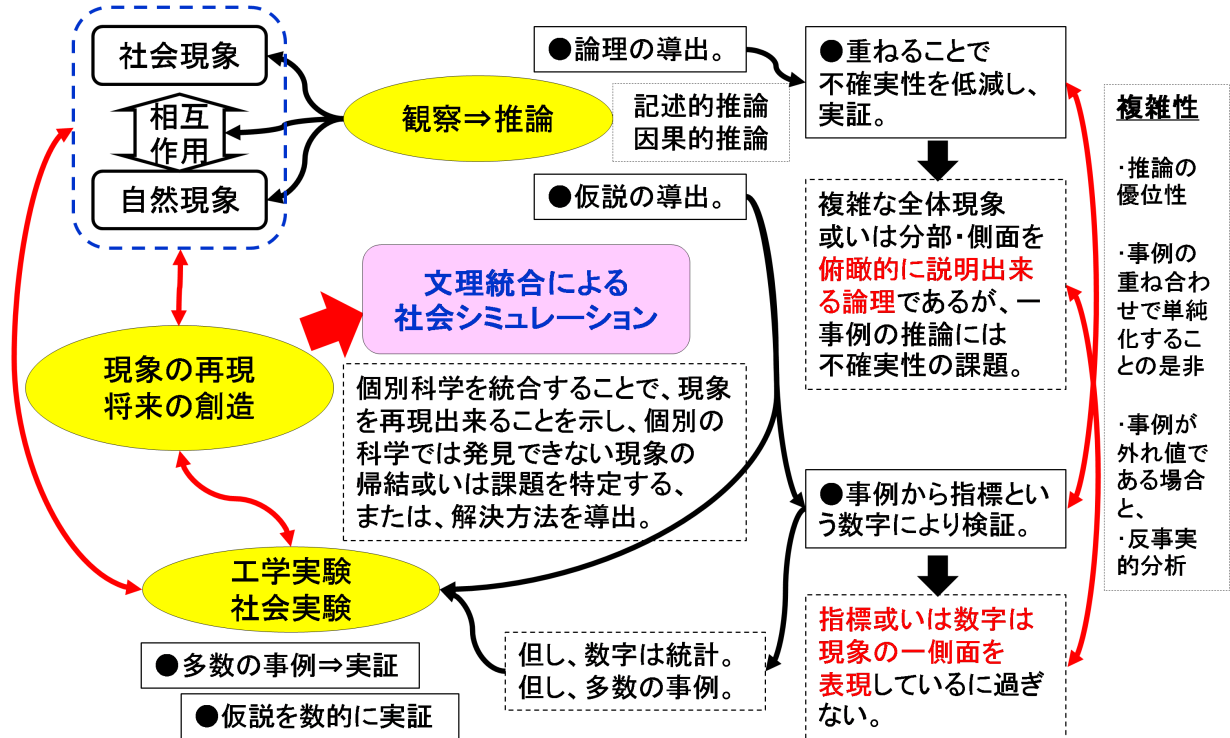 社会現象
相互
作用
自然現象
観察⇒推論
●論理の導出。
記述的推論
因果的推論
●仮説の導出。
●重ねることで
不確実性を低減し、
実証。
複雑な全体現象
或いは分部・側面を
俯瞰的に説明出来
る論理であるが、一
事例の推論には
不確実性の課題。
複雑性
・推論の
優位性
・事例の
重ね合わ
せで単純
化するこ
との是非
・事例が
外れ値で
ある場合
と、
・反事実
的分析
文理統合による
社会シミュレーション
現象の再現
将来の創造
個別科学を統合することで、現象
を再現出来ることを示し、個別の
科学では発見できない現象の
帰結或いは課題を特定する、
または、解決方法を導出。
●事例から指標とい
う数字により検証。
工学実験
社会実験
指標或いは数字は
現象の一側面を
表現しているに過ぎ
ない。
但し、数字は統計。
但し、多数の事例。
●多数の事例⇒実証
●仮説を数的に実証